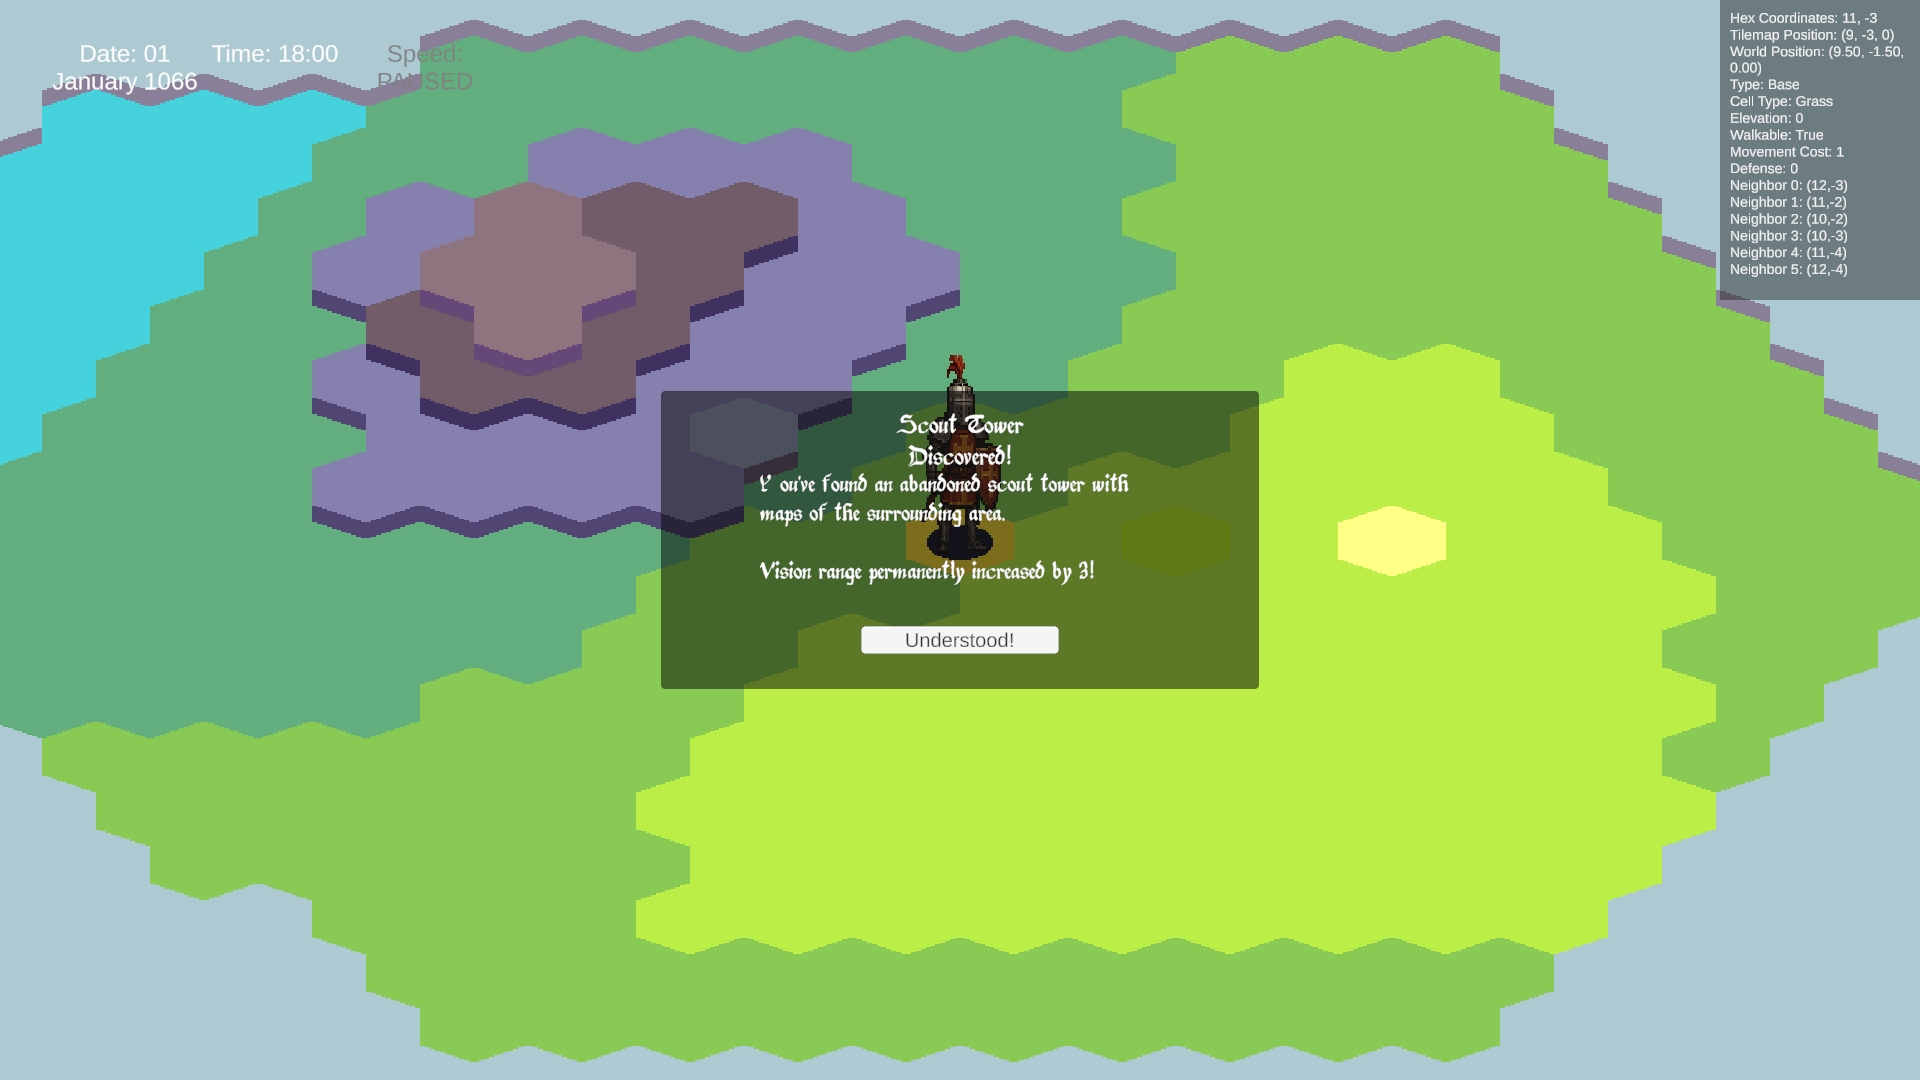 Date: 01
January 1066
Time: 18:00
Speed:
PAUSED
Hex Coordinates: 11, -3
Tilemap Position: (9, -3, 0)
World Position: (9.50, -1.50,
0.00)
Type: Base
Cell Type: Grass
Elevation: 0
Walkable: True
Movement Cost: 1
Defense: 0
Neighbor 0: (12,-3)
Neighbor 1: (11,-2)
Neighbor 2: (10,-2)
Neighbor 3: (10,-3)
Neighbor 4: (11,-4)
Neighbor 5: (12,-4)
Scout Tower
Discovered!
You've found an abandoned scout tower with
maps of the surrounding area.
Vision range permanently increased by 3!
Understood!